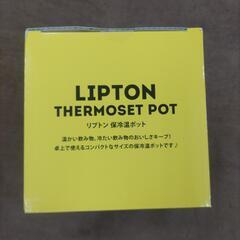 LIPTON
THERMOSET POT
リプトン 保冷温ポット
温かい飲み物、冷たい飲み物のおいしさキープ!
卓上で使えるコンパクトなサイズの保冷温ポットです♪